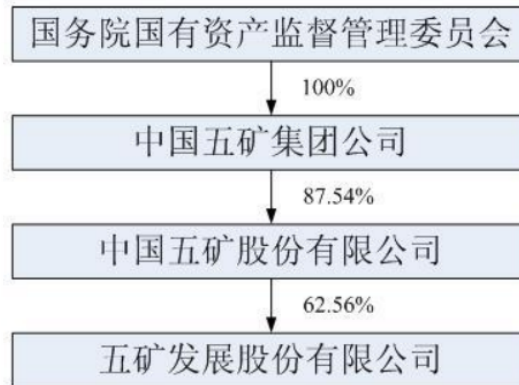 国务院国有资产监督管理委员会
100%
中国五矿集团公司
87.54%
中国五矿股份有限公司
62.56%
五矿发展股份有限公司